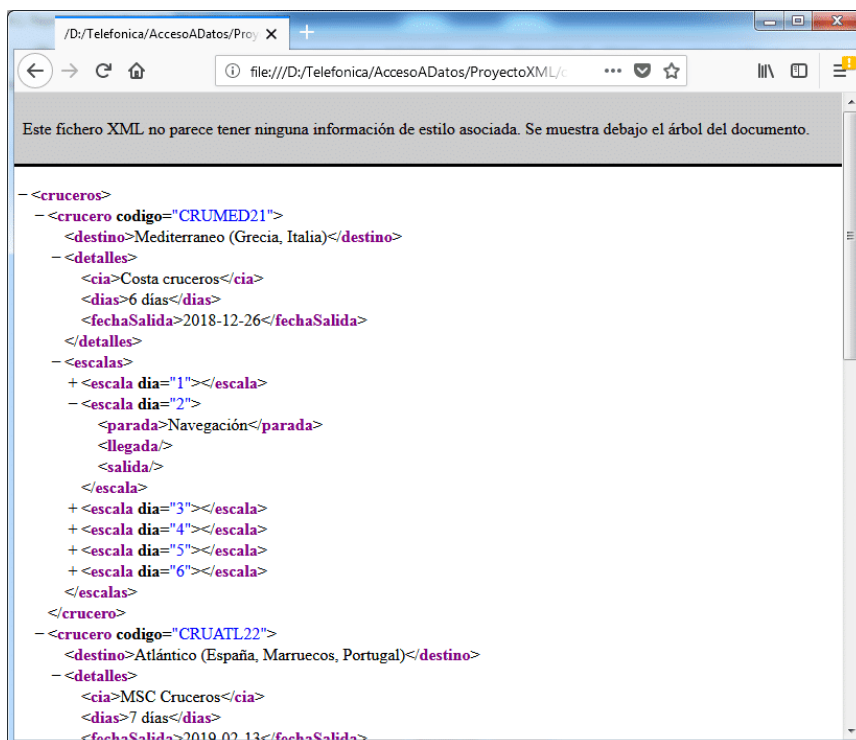 /D:/Telefonica/AccesoADatos/Proy
file:///D:/Telefonica/AccesoADatos/ProyectoXML/
Este fichero XML no parece tener ninguna información de estilo asociada. Se muestra debajo el árbol del documento.
−<cruceros>
−<crucero codigo="CRUMED21">
<destino>Mediterraneo (Grecia, Italia)</destino>
−<detalles>
<cia>Costa cruceros</cia>
<dias>6 días</dias>
<fechaSalida>2018-12-26</fechaSalida>
</detalles>
−<escalas>
+<escala dia="1"></escala>
−<escala dia="2">
<parada>Navegación</parada>
<llegada/>
<salida/>
</escala>
+<escala dia="3"></escala>
+<escala dia="4"></escala>
+<escala dia="5"></escala>
+<escala dia="6"></escala>
</escalas>
</crucero>
−<crucero codigo="CRUATL22">
<destino>Atlántico (España, Marruecos, Portugal)</destino>
−<detalles>
<cia>MSC Cruceros</cia>
<dias>7 días</dias>
<fechaSalida>2019-02-13</fechaSalida>